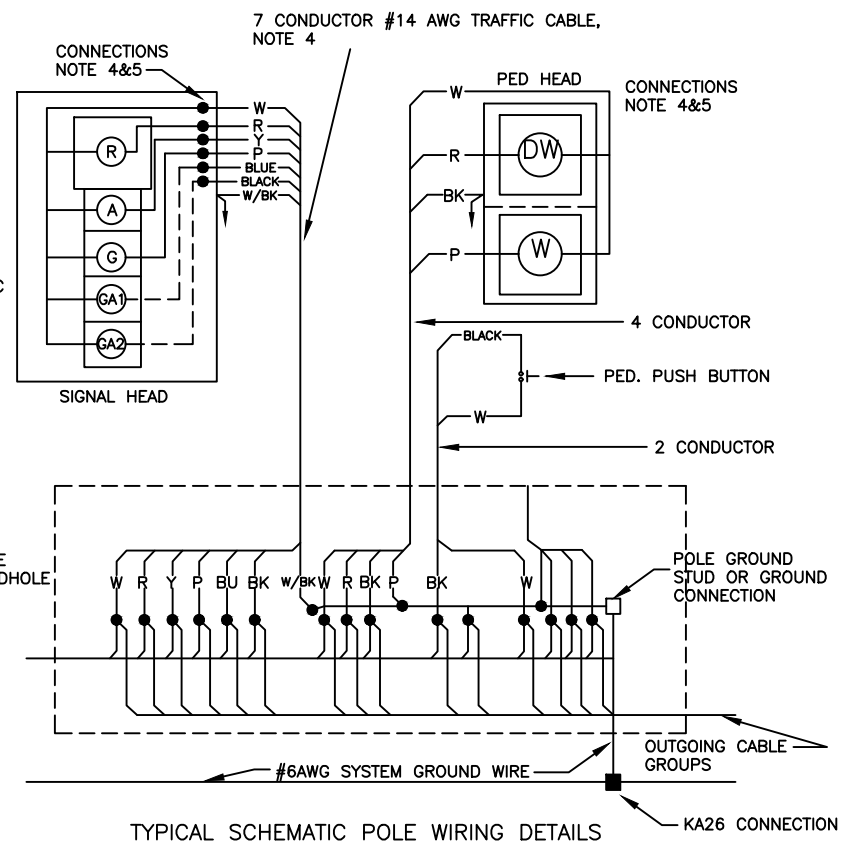 7 CONDUCTOR #14 AWG TRAFFIC CABLE,
NOTE 4
CONNECTIONS
NOTE 4&5
W
R
Y
P
BLUE
BLACK
W/BK
R
A
G
GA1
GA2
SIGNAL HEAD
C
PED HEAD
CONNECTIONS
NOTE 4&5
W
R
BK
P
DW
W
4 CONDUCTOR
BLACK
PED. PUSH BUTTON
W
2 CONDUCTOR
E
DHOLE
W R Y P BU BK W/BK W R BK P BK W
POLE GROUND
STUD OR GROUND
CONNECTION
OUTGOING CABLE
GROUPS
#6AWG SYSTEM GROUND WIRE
KA26 CONNECTION
TYPICAL SCHEMATIC POLE WIRING DETAILS